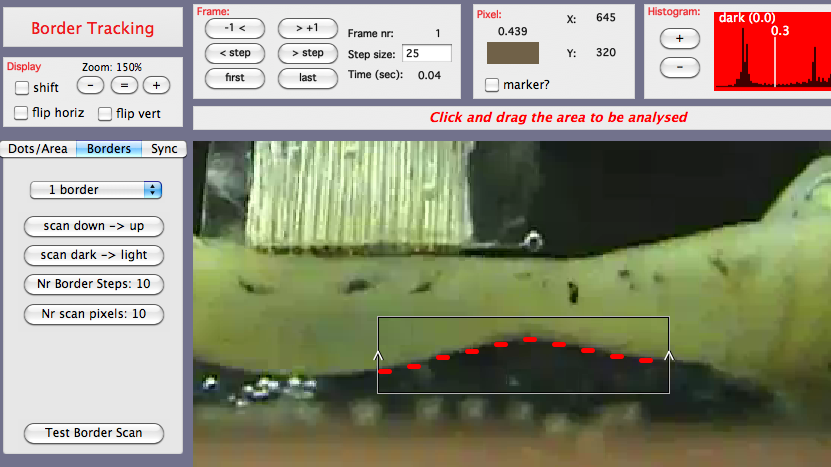 Border Tracking
Display
Zoom: 150%
shift
-
=
+
flip horiz
flip vert
Frame:
-1 <
> +1
< step
> step
first
last
Frame nr: 1
Step size: 25
Time (sec): 0.04
Pixel:
0.439
X: 645
Y: 320
marker?
Histogram:
+
-
dark (0.0)
0.3
Click and drag the area to be analysed
Dots/Area
Borders
Sync
1 border
scan down -> up
scan dark -> light
Nr Border Steps: 10
Nr scan pixels: 10
Test Border Scan